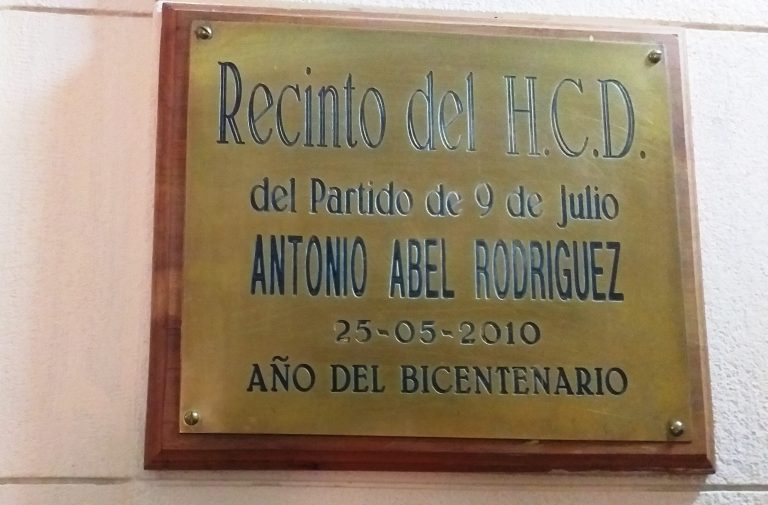 Recinto del H.C.D.
del Partido de 9 de Julio
ANTONIO ABEL RODRIGUEZ
25-05-2010
AÑO DEL BICENTENARIO